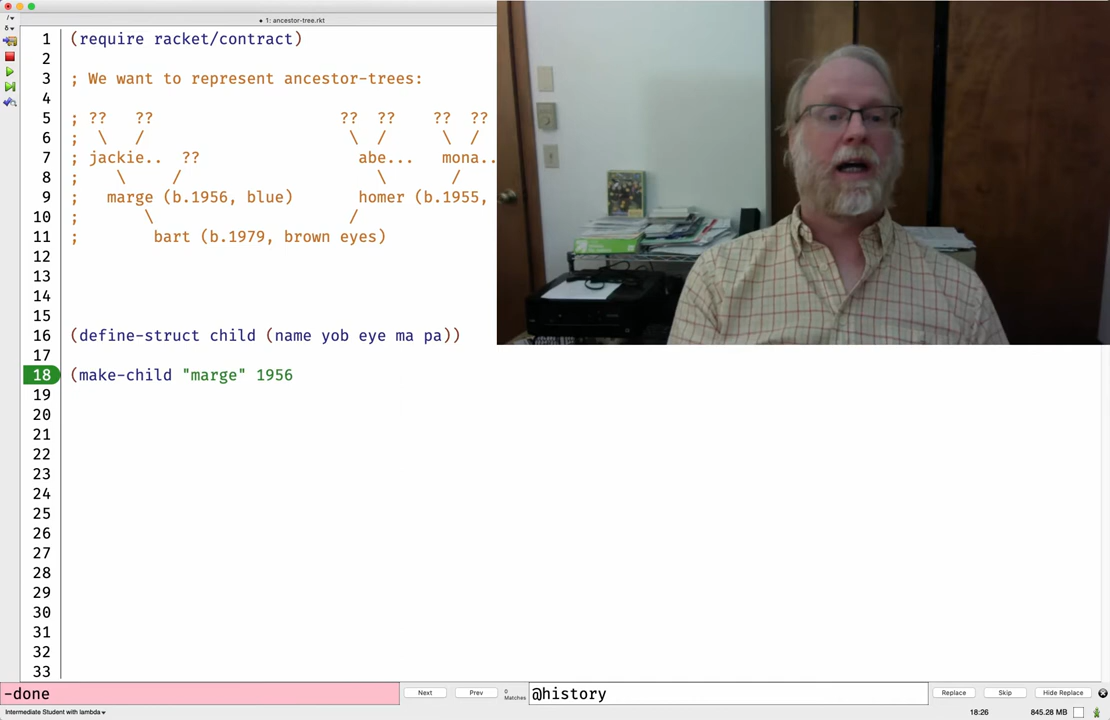 1: ancestor-tree.rkt
1 (require racket/contract)
2
3 ; We want to represent ancestor-trees:
4
5 ; ?? ?? ?? ?? ?? ??
6 ; \ / \ / \ /
7 ; jackie.. ?? abe... mona..
8 ; \ / \ /
9 ; marge (b.1956, blue) homer (b.1955,
10 ; \ /
11 ; bart (b.1979, brown eyes)
12
13
14
15
16 (define-struct child (name yob eye ma pa))
17
18 (make-child "marge" 1956
19
20
21
22
23
24
25
26
27
28
29
30
31
32
33
-done Next Prev 0 Matches @history Replace Skip Hide Replace
Intermediate Student with lambda 18:26 845.28 MB